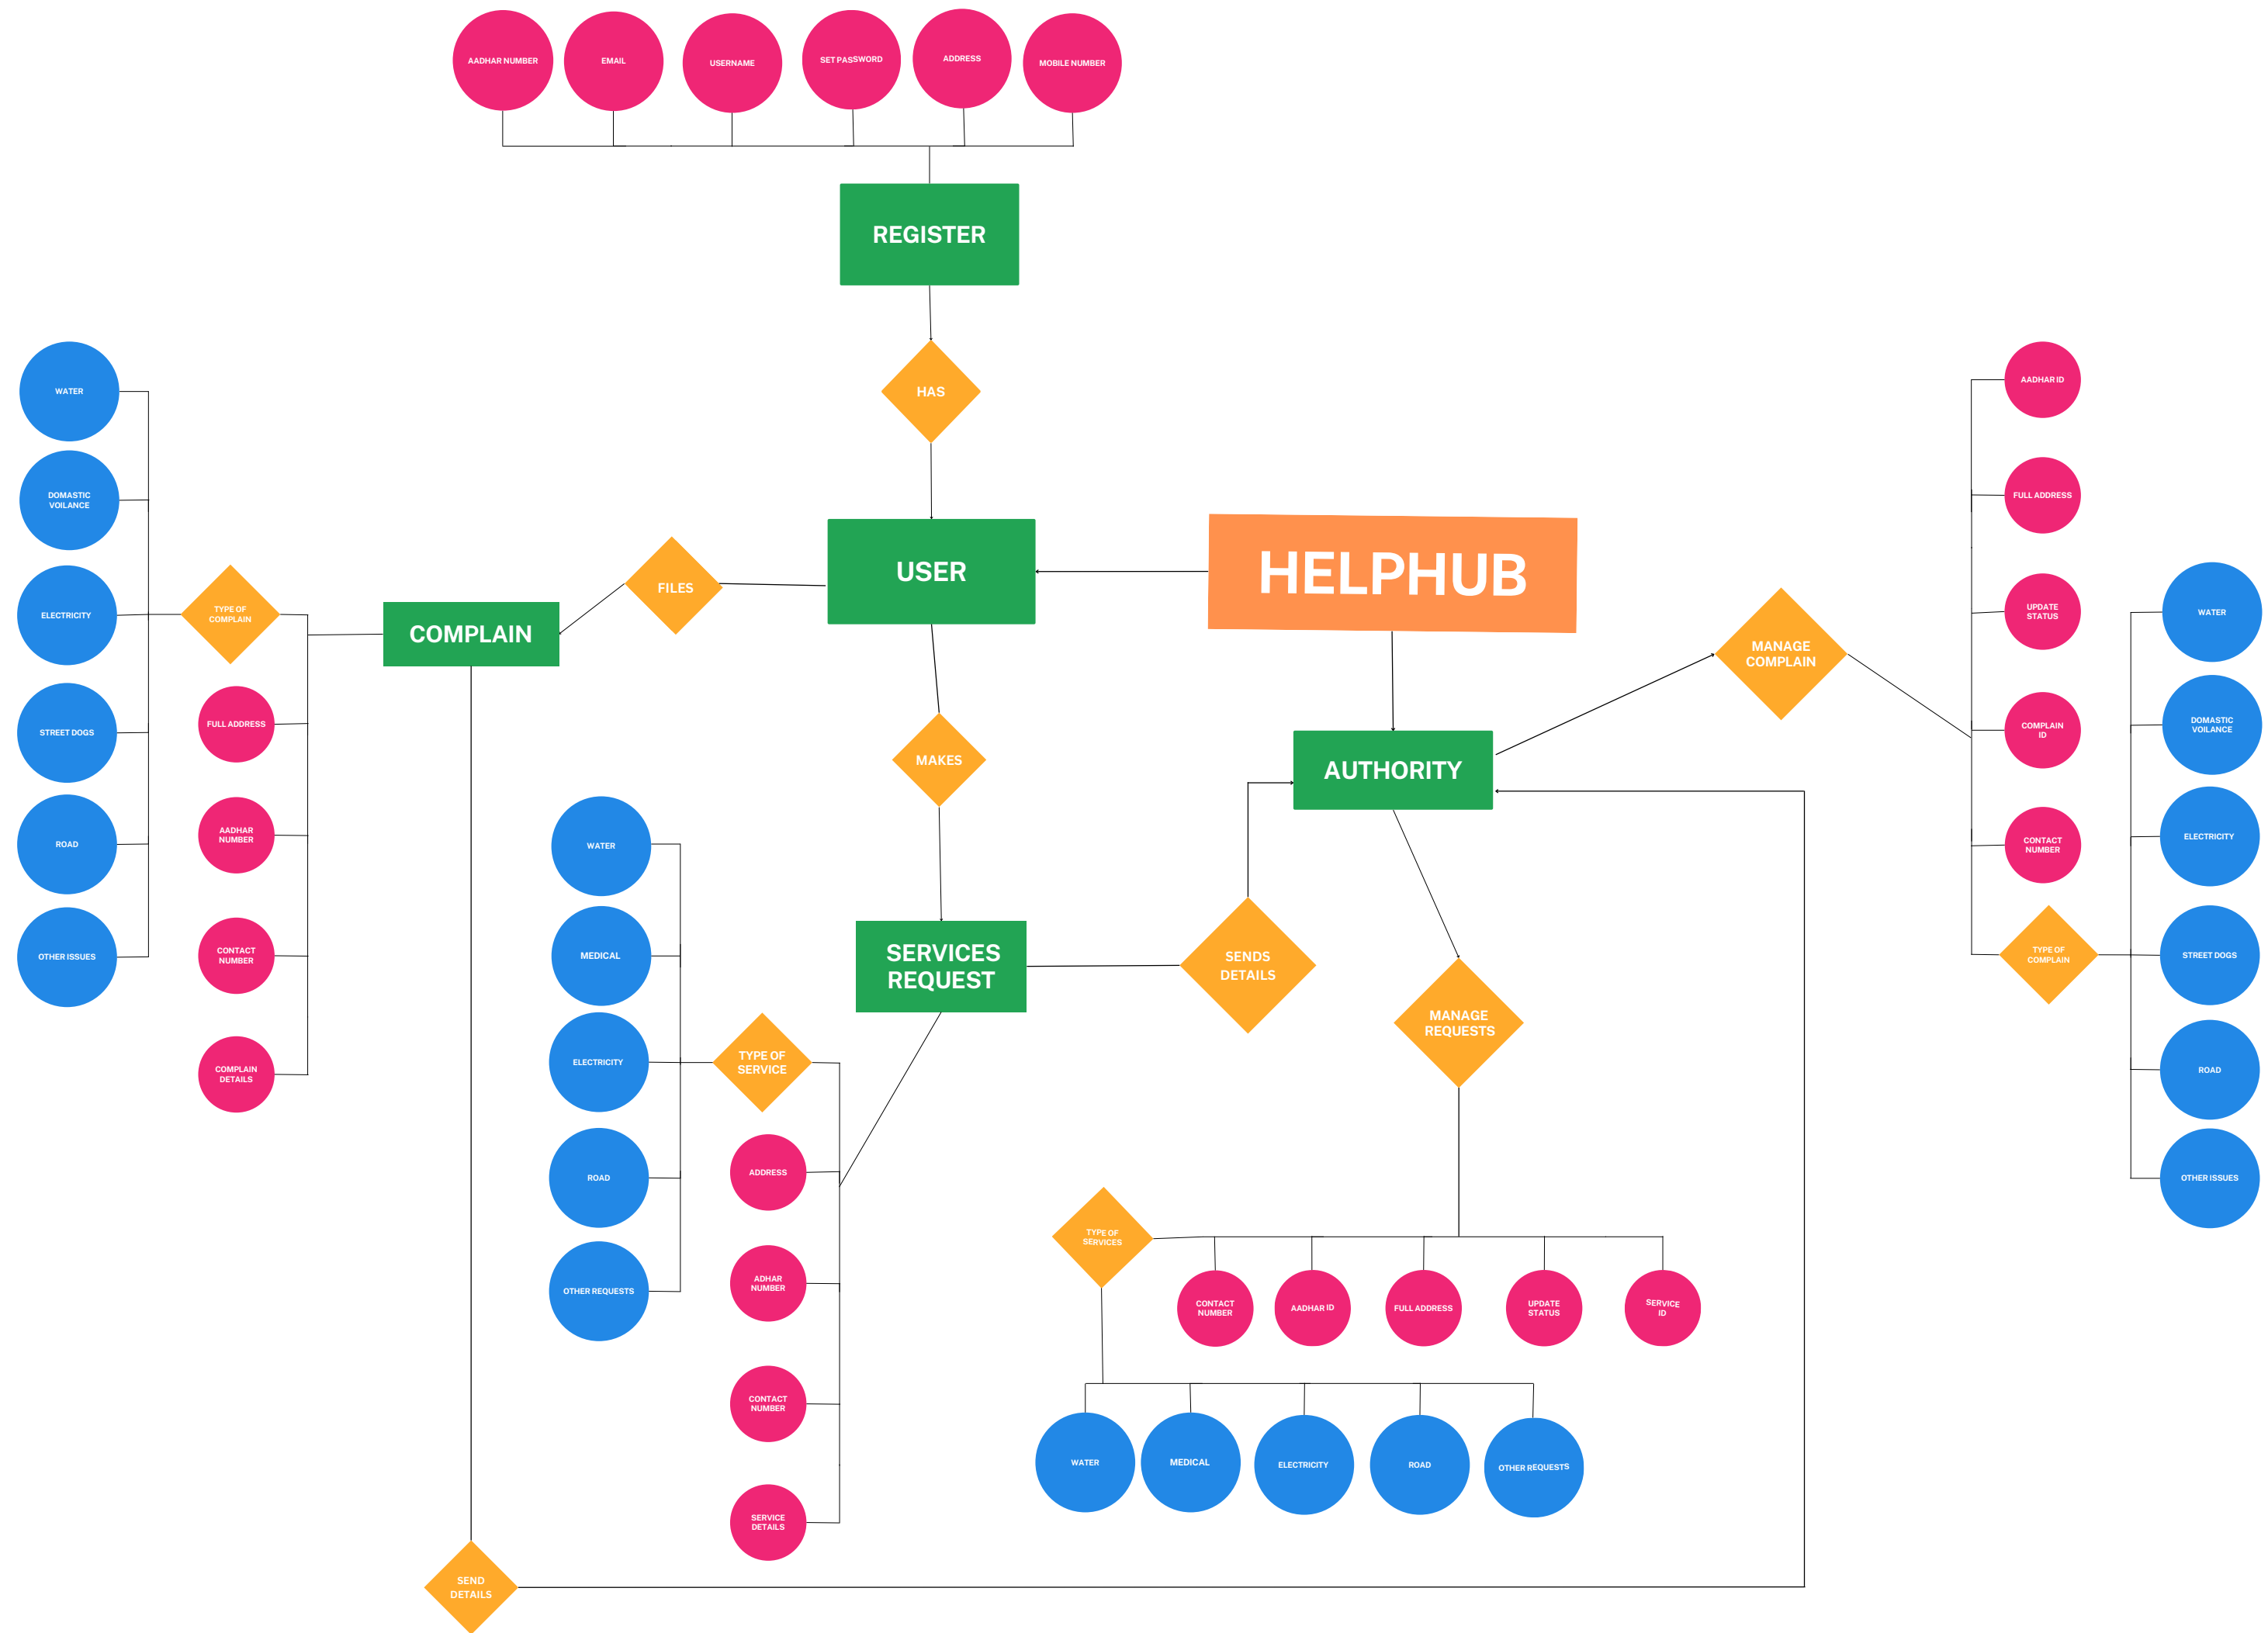 AADHAR NUMBER
EMAIL
USERNAME
SET PASSWORD
ADDRESS
MOBILE NUMBER
REGISTER
HAS
USER
HELPHUB
FILES
COMPLAIN
TYPE OF
COMPLAIN
WATER
DOMASTIC
VOILANCE
ELECTRICITY
STREET DOGS
ROAD
OTHER ISSUES
FULL ADDRESS
AADHAR
NUMBER
CONTACT
NUMBER
COMPLAIN
DETAILS
MAKES
SERVICES
REQUEST
WATER
MEDICAL
ELECTRICITY
ROAD
OTHER REQUESTS
TYPE OF
SERVICE
ADDRESS
ADHAR
NUMBER
CONTACT
NUMBER
SERVICE
DETAILS
SEND
DETAILS
SENDS
DETAILS
AUTHORITY
MANAGE
REQUESTS
TYPE OF
SERVICES
CONTACT
NUMBER
AADHAR ID
FULL ADDRESS
UPDATE
STATUS
SERVICE
ID
WATER
MEDICAL
ELECTRICITY
ROAD
OTHER REQUESTS
MANAGE
COMPLAIN
AADHAR ID
FULL ADDRESS
UPDATE
STATUS
COMPLAIN
ID
CONTACT
NUMBER
TYPE OF
COMPLAIN
WATER
DOMASTIC
VOILANCE
ELECTRICITY
STREET DOGS
ROAD
OTHER ISSUES